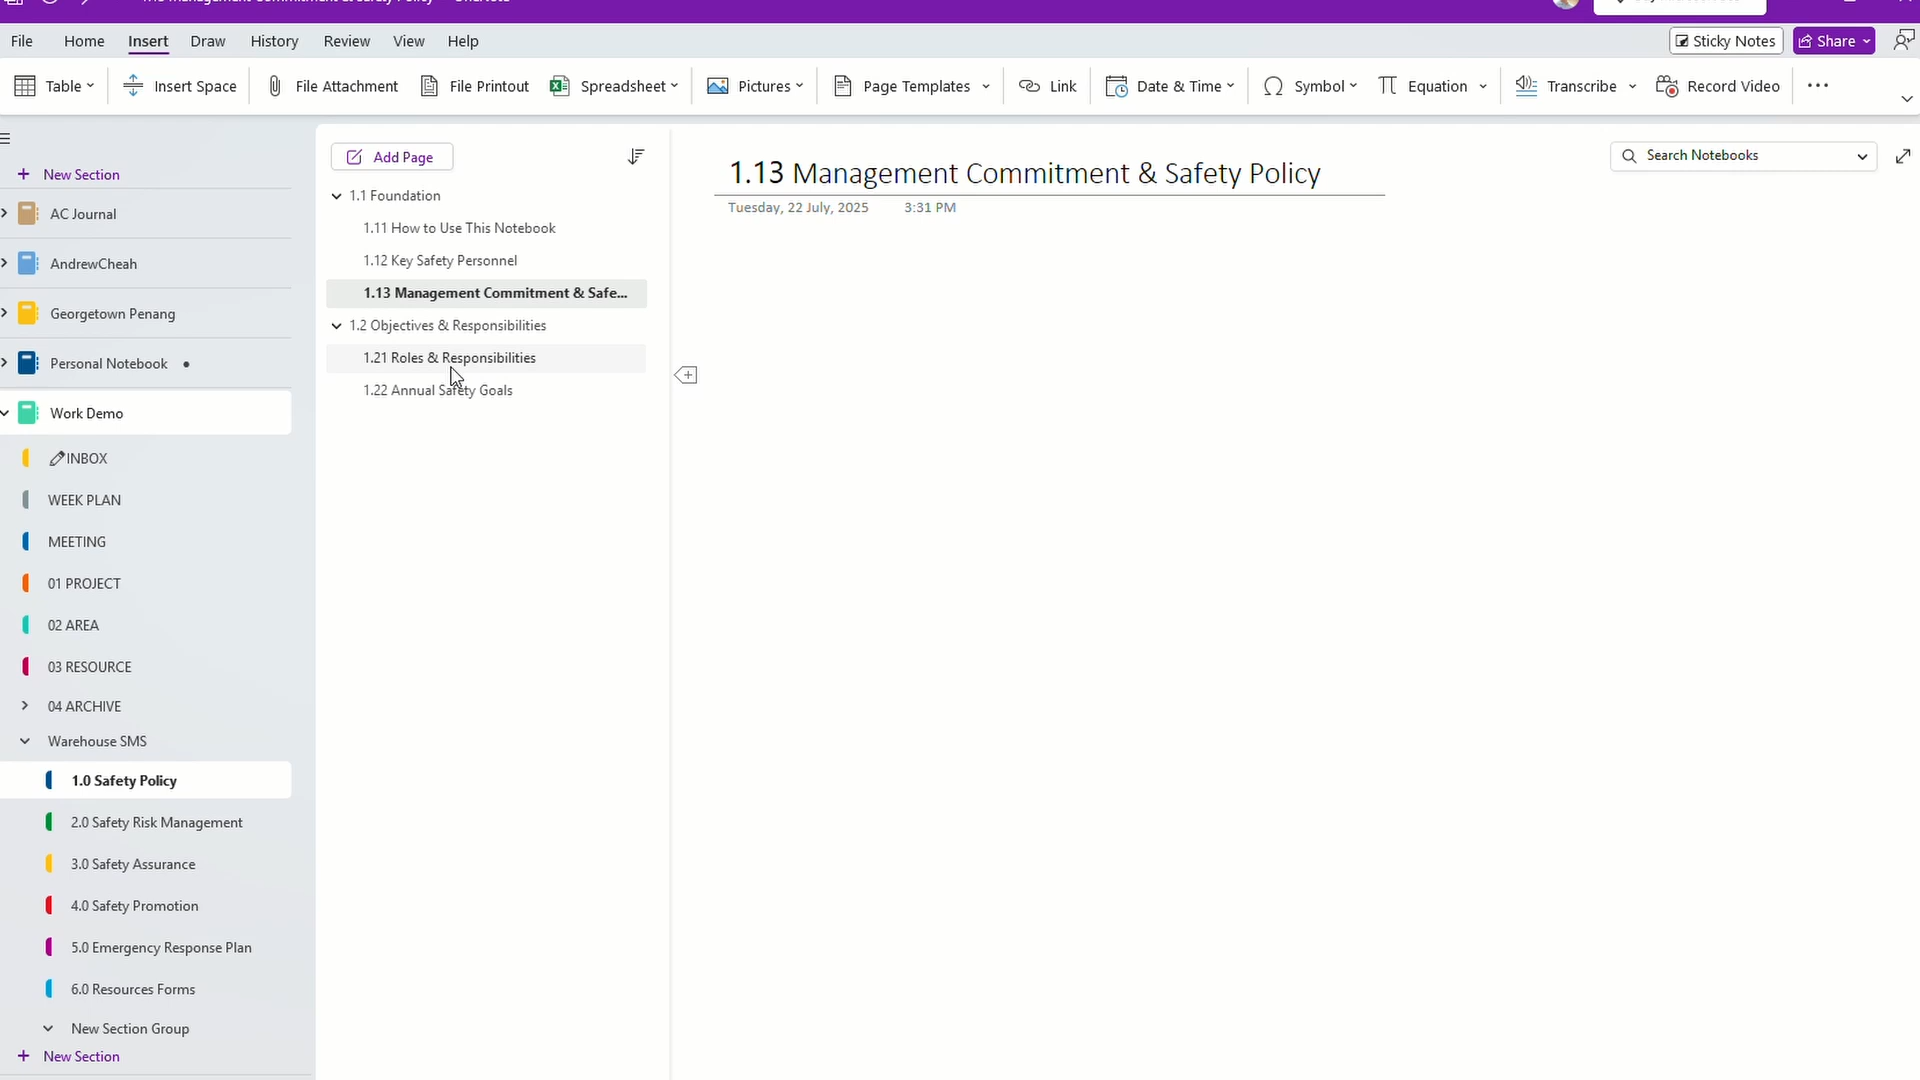 File Home Insert Draw History Review View Help
Sticky Notes Share
Table Insert Space File Attachment File Printout Spreadsheet Pictures Page Templates Link Date & Time Symbol Equation Transcribe Record Video
New Section
AC Journal
AndrewCheah
Georgetown Penang
Personal Notebook
Work Demo
INBOX
WEEK PLAN
MEETING
01 PROJECT
02 AREA
03 RESOURCE
04 ARCHIVE
Warehouse SMS
1.0 Safety Policy
2.0 Safety Risk Management
3.0 Safety Assurance
4.0 Safety Promotion
5.0 Emergency Response Plan
6.0 Resources Forms
New Section Group
New Section
Add Page
1.1 Foundation
1.11 How to Use This Notebook
1.12 Key Safety Personnel
1.13 Management Commitment & Safe...
1.2 Objectives & Responsibilities
1.21 Roles & Responsibilities
1.22 Annual Safety Goals
1.13 Management Commitment & Safety Policy
Tuesday, 22 July, 2025 3:31 PM
Search Notebooks